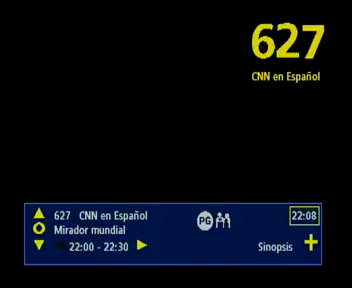 627
CNN en Español
627 CNN en Español
Mirador mundial
22:00 - 22:30
PG
22:08
Sinopsis +